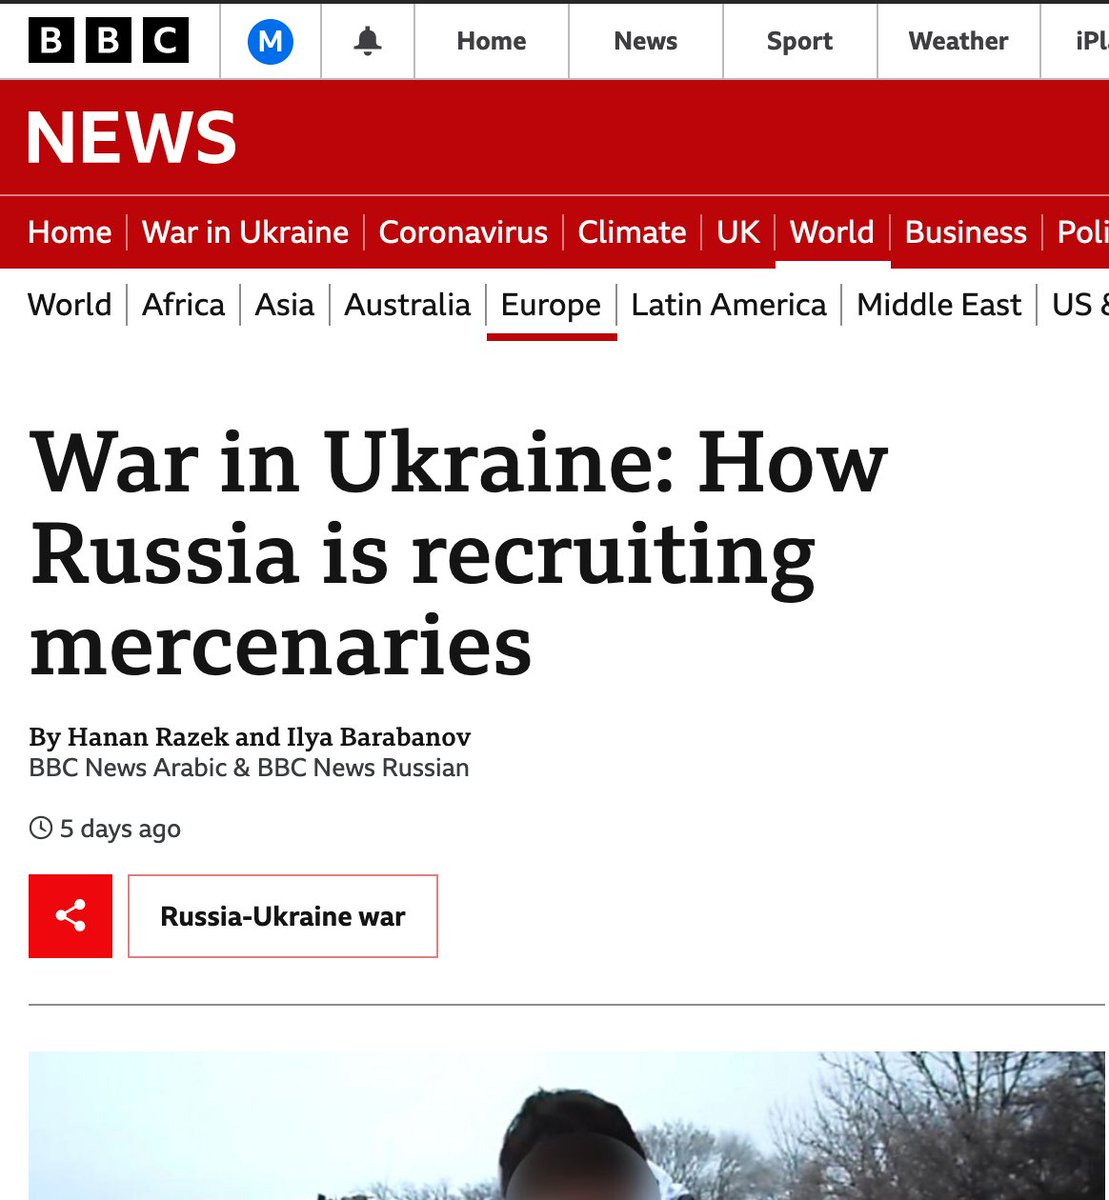 BBC M Home News Sport Weather
NEWS
Home War in Ukraine Coronavirus Climate UK World Business
World Africa Asia Australia Europe Latin America Middle East US &
War in Ukraine: How
Russia is recruiting
mercenaries
By Hanan Razek and Ilya Barabanov
BBC News Arabic & BBC News Russian
5 days ago
Russia-Ukraine war